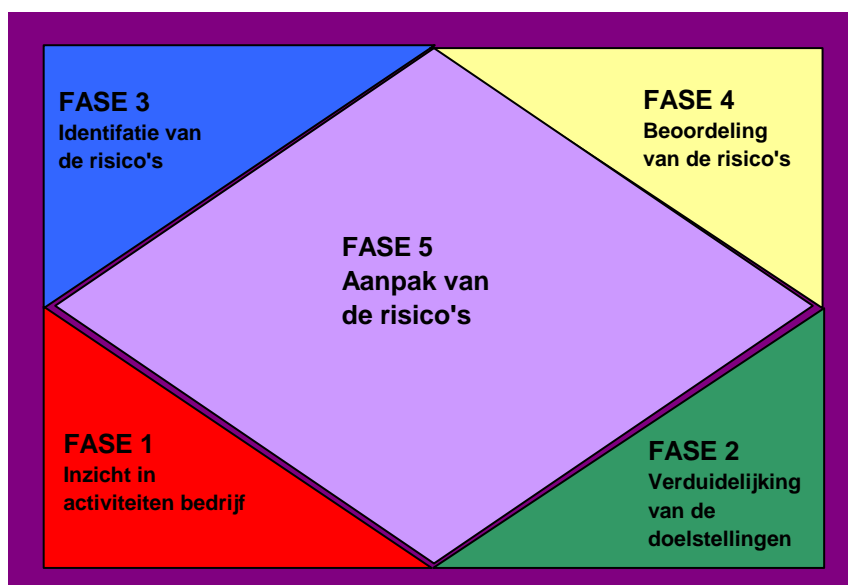 FASE 3
Identifatie van
de risico's
FASE 4
Beoordeling
van de risico's
FASE 5
Aanpak van
de risico's
FASE 1
Inzicht in
activiteiten bedrijf
FASE 2
Verduidelijking
van de
doelstellingen